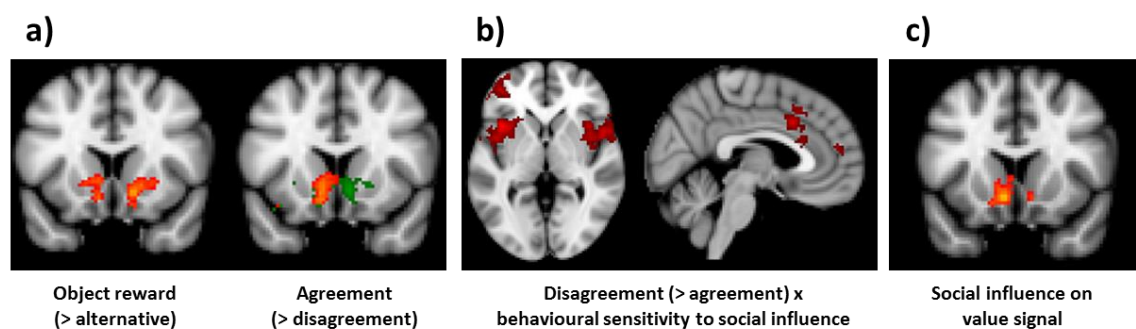 a)
b)
c)
Object reward
(> alternative)
Agreement
(> disagreement)
Disagreement (> agreement) x
behavioural sensitivity to social influence
Social influence on
value signal